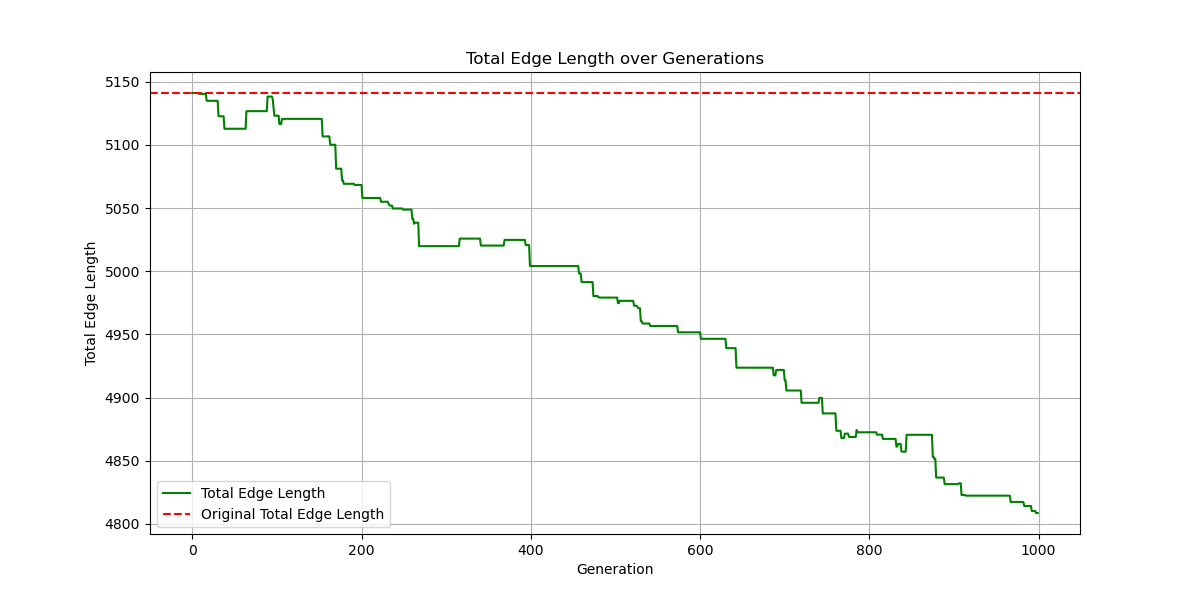 Total Edge Length over Generations
Total Edge Length
5150
5100
5050
5000
4950
4900
4850
4800
Total Edge Length
Original Total Edge Length
0 200 400 600 800 1000
Generation